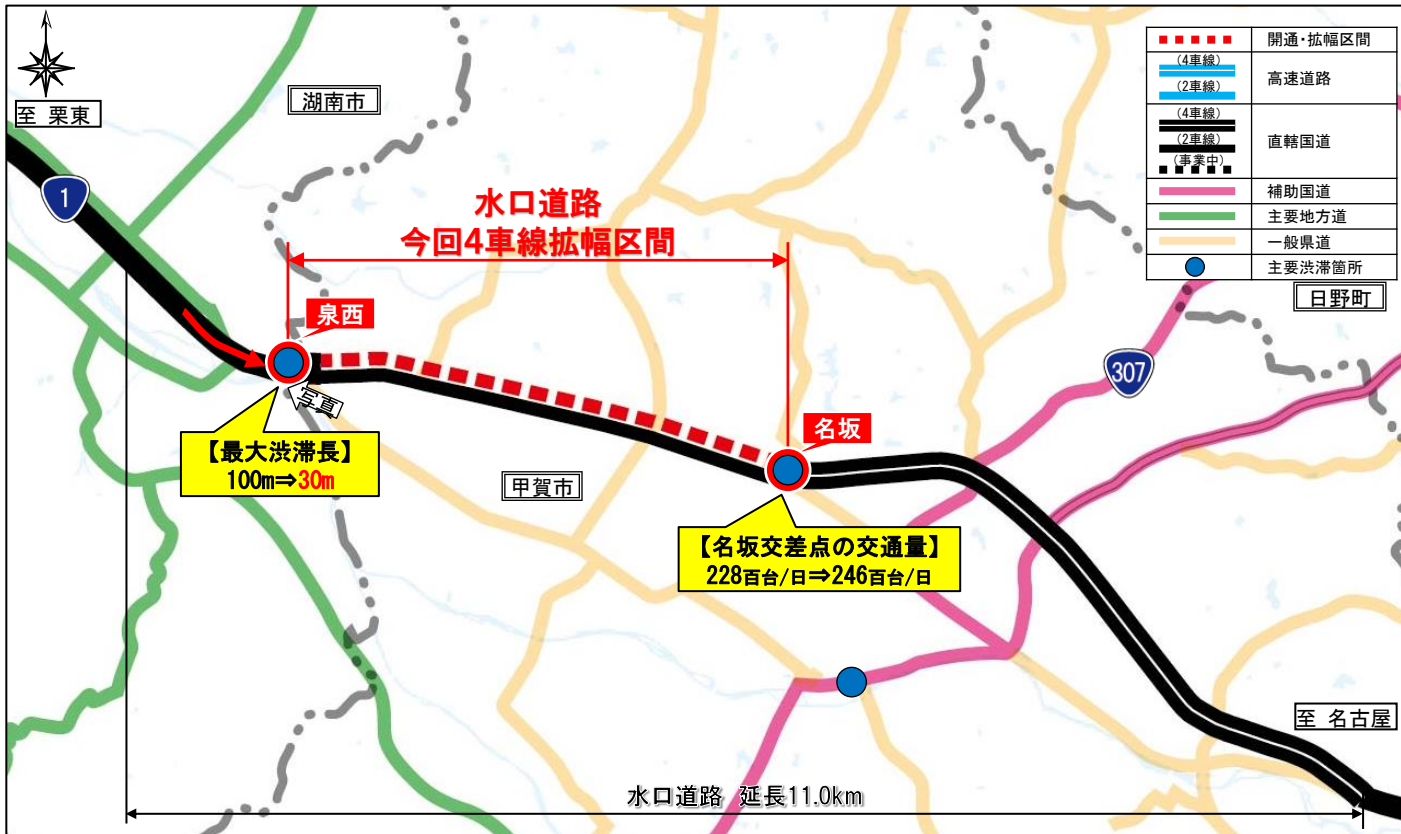 至 栗東
湖南市
1
水口道路
今回4車線拡幅区間
泉西
写真
【最大渋滞長】
100m⇒30m
甲賀市
名坂
【名坂交差点の交通量】
228百台/日⇒246百台/日
307
日野町
至 名古屋
水口道路 延長11.0km
開通・拡幅区間
(4車線)
(2車線)
高速道路
(4車線)
(2車線)
(事業中)
直轄国道
補助国道
主要地方道
一般県道
主要渋滞箇所